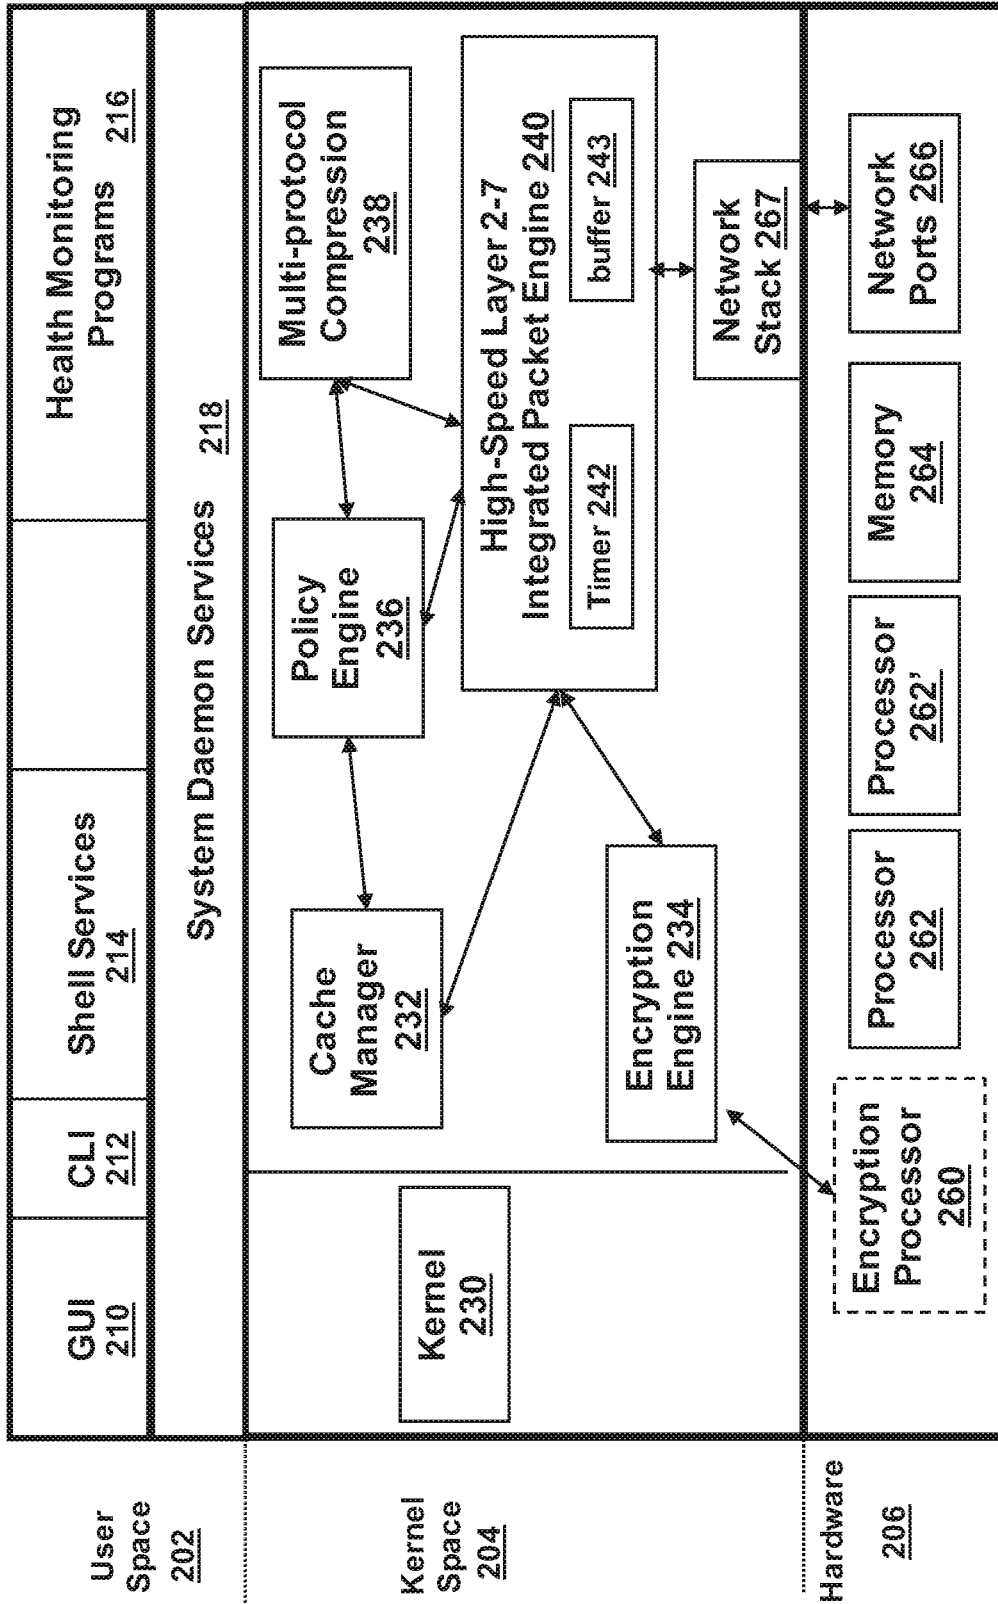 User
Space
202
GUI
210
CLI
212
Shell Services
214
Health Monitoring
Programs
216
System Daemon Services 218
Kernel
Space
204
Kernel
230
Cache
Manager
232
Policy
Engine
236
Multi-protocol
Compression
238
High-Speed Layer 2-7
Integrated Packet Engine 240
Timer 242
buffer 243
Encryption
Engine 234
Network
Stack 267
Hardware
206
Encryption
Processor
260
Processor
262
Processor
262'
Memory
264
Network
Ports 266